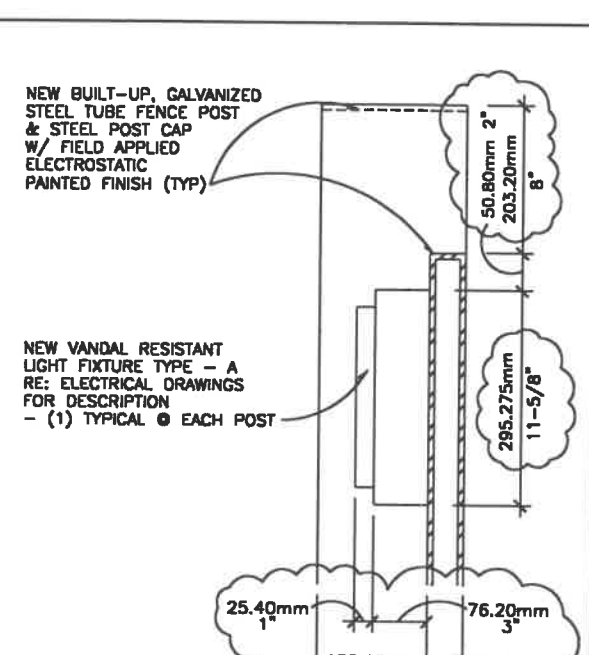 NEW BUILT-UP, GALVANIZED
STEEL TUBE FENCE POST
& STEEL POST CAP
W/ FIELD APPLIED
ELECTROSTATIC
PAINTED FINISH (TYP)
50.80mm 2"
203.20mm
8"
NEW VANDAL RESISTANT
LIGHT FIXTURE TYPE - A
RE: ELECTRICAL DRAWINGS
FOR DESCRIPTION
- (1) TYPICAL @ EACH POST
295.275mm
11-5/8"
25.40mm
1"
76.20mm
3"